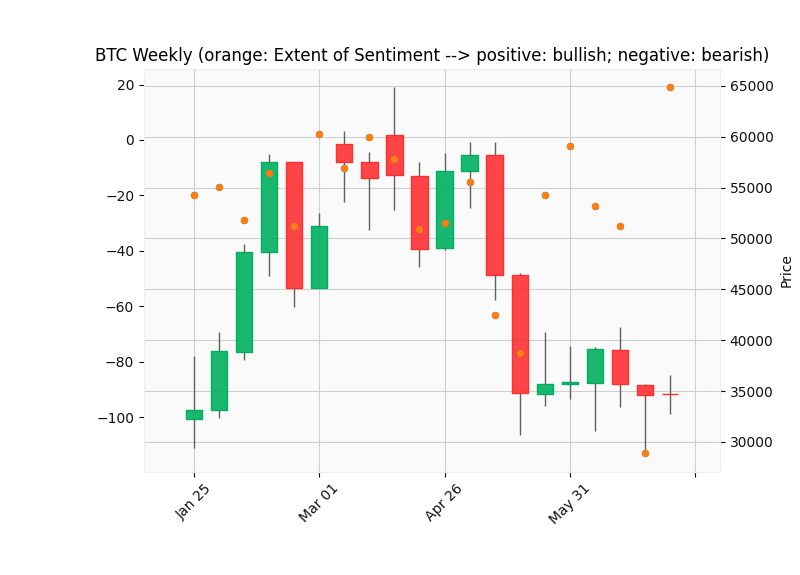 BTC Weekly (orange: Extent of Sentiment --> positive: bullish; negative: bearish)
20
0
−20
−40
−60
−80
−100
65000
60000
55000
50000
45000
40000
35000
30000
Price
Jan 25
Mar 01
Apr 26
May 31